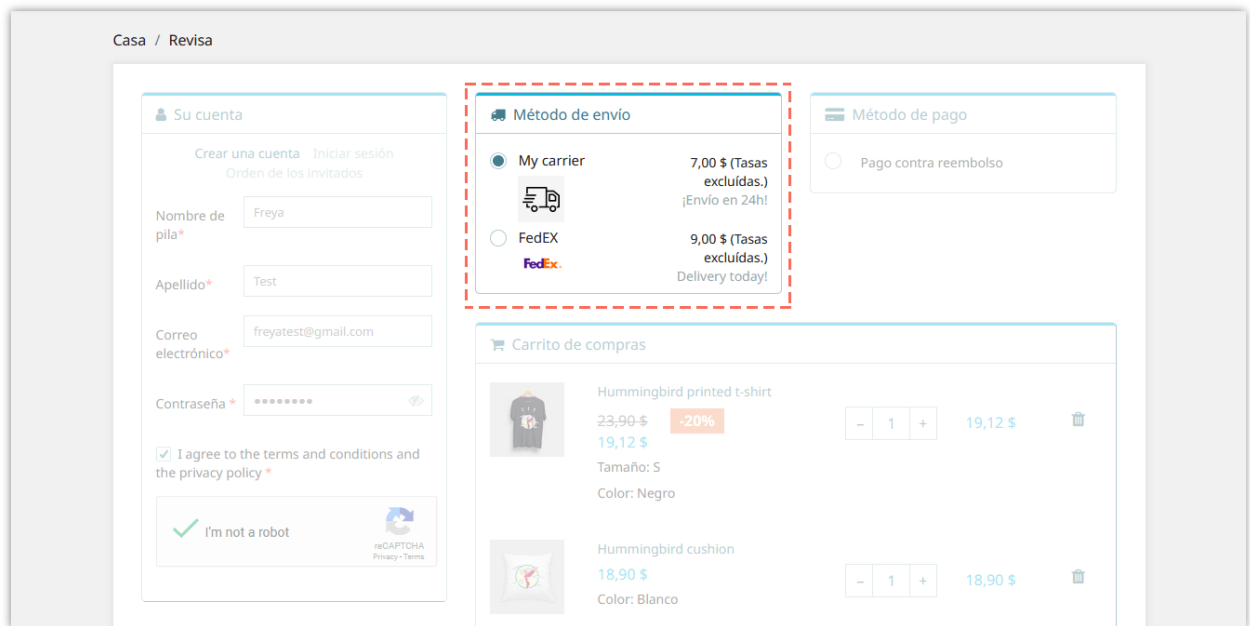 Casa / Revisa
Su cuenta
Crear una cuenta Iniciar sesión
Orden de los invitados
Nombre de
pila*
Freya
Apellido*
Test
Correo
electrónico*
freyatest@gmail.com
Contraseña *
I agree to the terms and conditions and
the privacy policy *
I'm not a robot
reCAPTCHA
Privacy - Terms
Método de envío
My carrier
7,00 $ (Tasas
excluídas.)
¡Envío en 24h!
FedEX
FedEx.
9,00 $ (Tasas
excluídas.)
Delivery today!
Método de pago
Pago contra reembolso
Carrito de compras
Hummingbird printed t-shirt
23,90 $ -20%
19,12 $
Tamaño: S
Color: Negro
– 1 +
19,12 $
Hummingbird cushion
18,90 $
Color: Blanco
– 1 +
18,90 $